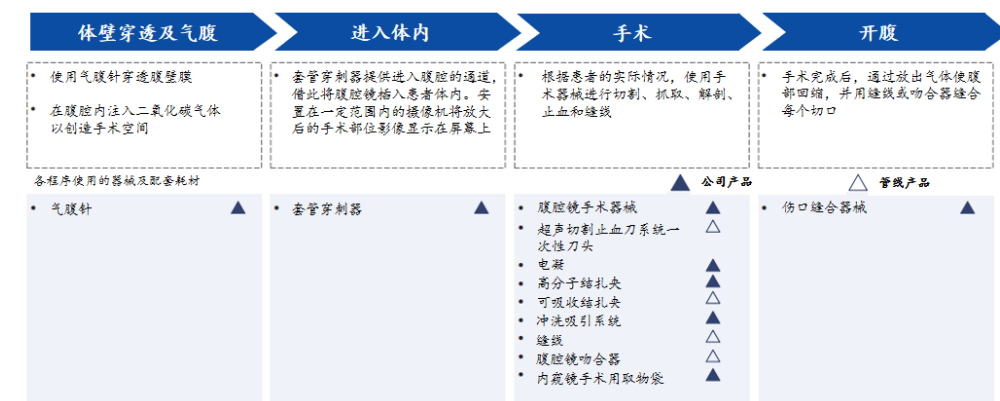 体壁穿透及气腹
进入体内
手术
开腹
• 使用气腹针穿透腹壁膜
• 在腹腔内注入二氧化碳气体
以创造手术空间
• 套管穿刺器提供进入腹腔的通道，
借此将腹腔镜插入患者体内。安
置在一定范围内的摄像机将放大
后的手术部位影像显示在屏幕上
• 根据患者的实际情况，使用手
术器械进行切割、抓取、解剖、
止血和缝线
• 手术完成后，通过放出气体使腹
部回缩，并用缝线或吻合器缝合
每个切口
各程序使用的器械及配套耗材
▲ 公司产品
△ 管线产品
• 气腹针 ▲
• 套管穿刺器 ▲
• 腹腔镜手术器械 ▲
• 超声切割止血刀系统一 △
次性刀头
• 电凝 ▲
• 高分子结扎夹 ▲
• 可吸收结扎夹 △
• 冲洗吸引系统 ▲
• 缝线 △
• 腹腔镜吻合器 △
• 内窥镜手术用取物袋 ▲
• 伤口缝合器械 ▲